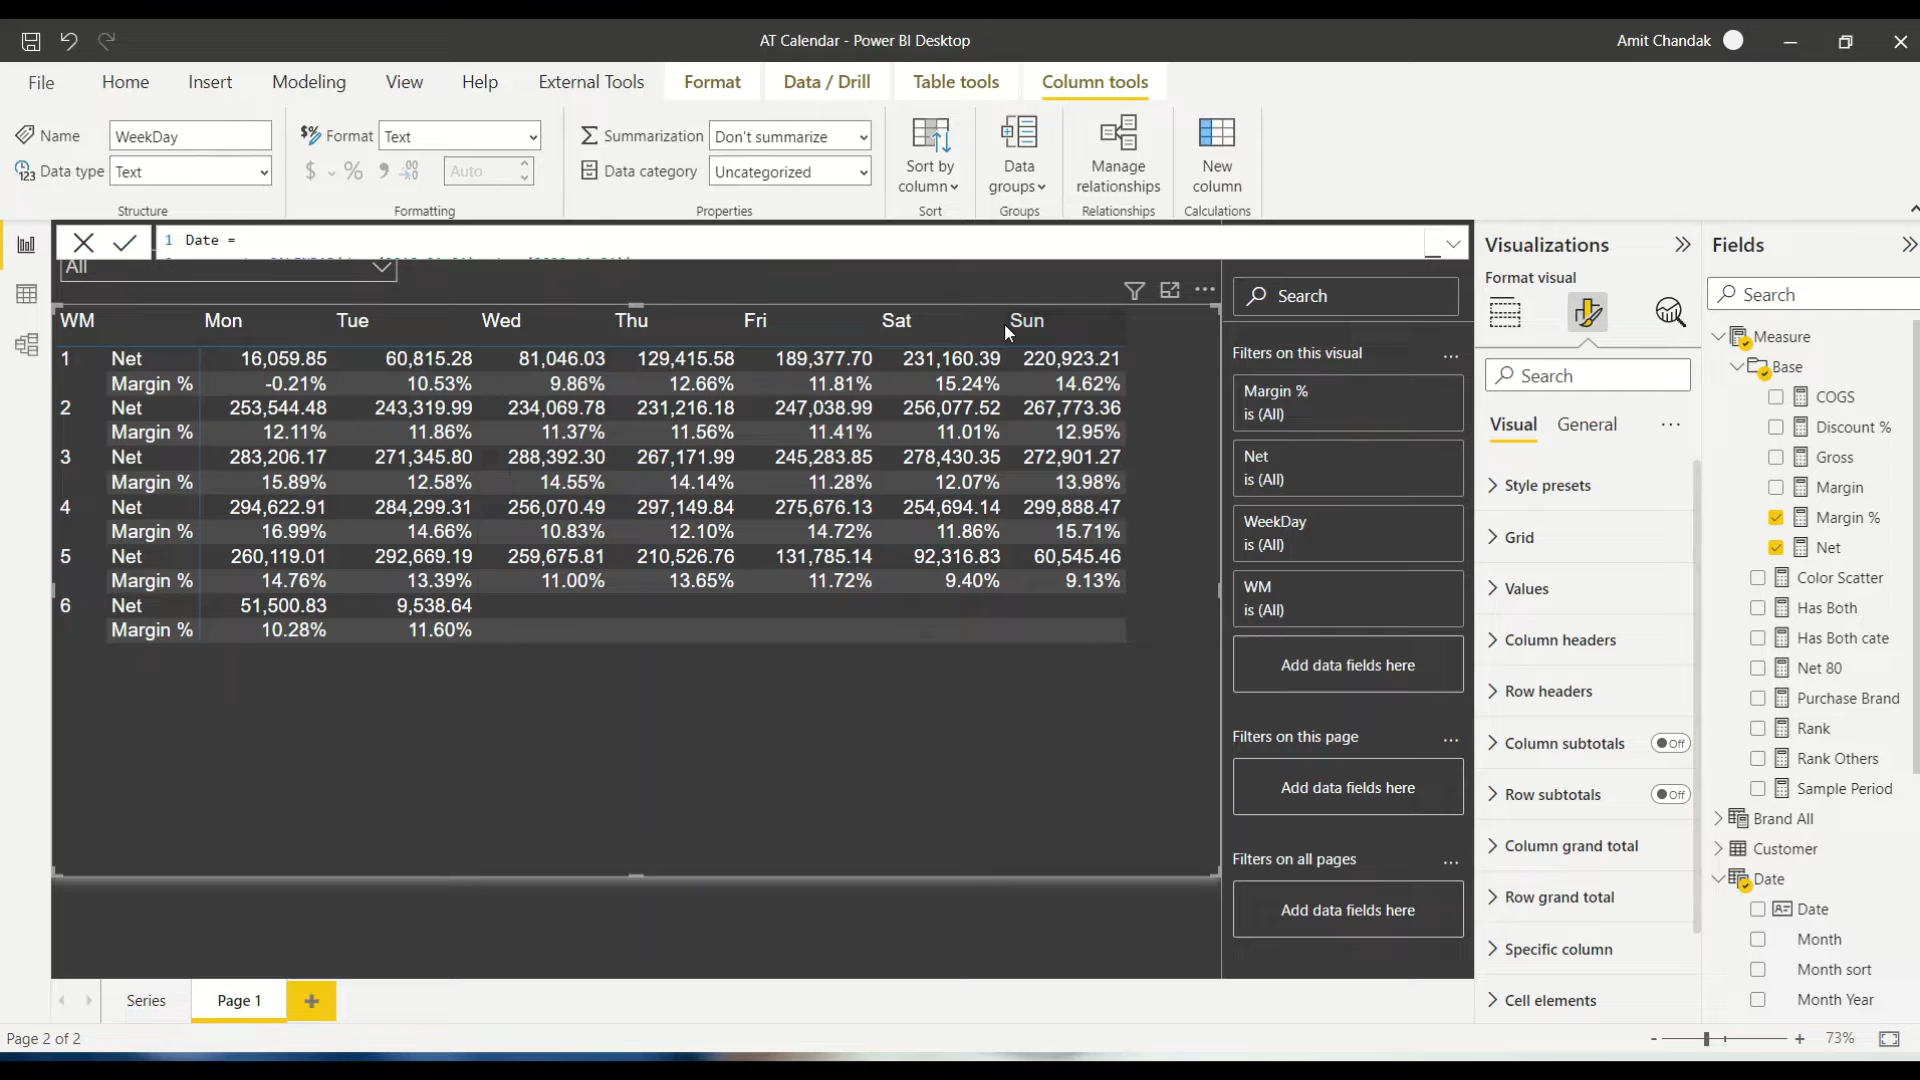 AT Calendar - Power BI Desktop
Amit Chandak
File Home Insert Modeling View Help External Tools Format Data / Drill Table tools Column tools
Name WeekDay
Data type Text
Structure
Format Text
$ % Auto
Formatting
Summarization Don't summarize
Data category Uncategorized
Properties
Sort by column
Sort
Data groups
Groups
Manage relationships
Relationships
New column
Calculations
1 Date =
All
WM Mon Tue Wed Thu Fri Sat Sun
1 Net 16,059.85 60,815.28 81,046.03 129,415.58 189,377.70 231,160.39 220,923.21
Margin % -0.21% 10.53% 9.86% 12.66% 11.81% 15.24% 14.62%
2 Net 253,544.48 243,319.99 234,069.78 231,216.18 247,038.99 256,077.52 267,773.36
Margin % 12.11% 11.86% 11.37% 11.56% 11.41% 11.01% 12.95%
3 Net 283,206.17 271,345.80 288,392.30 267,171.99 245,283.85 278,430.35 272,901.27
Margin % 15.89% 12.58% 14.55% 14.14% 11.28% 12.07% 13.98%
4 Net 294,622.91 284,299.31 256,070.49 297,149.84 275,676.13 254,694.14 299,888.47
Margin % 16.99% 14.66% 10.83% 12.10% 14.72% 11.86% 15.71%
5 Net 260,119.01 292,669.19 259,675.81 210,526.76 131,785.14 92,316.83 60,545.46
Margin % 14.76% 13.39% 11.00% 13.65% 11.72% 9.40% 9.13%
6 Net 51,500.83 9,538.64
Margin % 10.28% 11.60%
Search
Filters on this visual
Margin %
is (All)
Net
is (All)
WeekDay
is (All)
WM
is (All)
Add data fields here
Filters on this page
Add data fields here
Filters on all pages
Add data fields here
Visualizations
Format visual
Search
Visual General
Style presets
Grid
Values
Column headers
Row headers
Column subtotals Off
Row subtotals Off
Column grand total
Row grand total
Specific column
Cell elements
Fields
Search
Measure
Base
COGS
Discount %
Gross
Margin
Margin %
Net
Color Scatter
Has Both
Has Both cate
Net 80
Purchase Brand
Rank
Rank Others
Sample Period
Brand All
Customer
Date
Date
Month
Month sort
Month Year
Series Page 1
Page 2 of 2
- + 73%